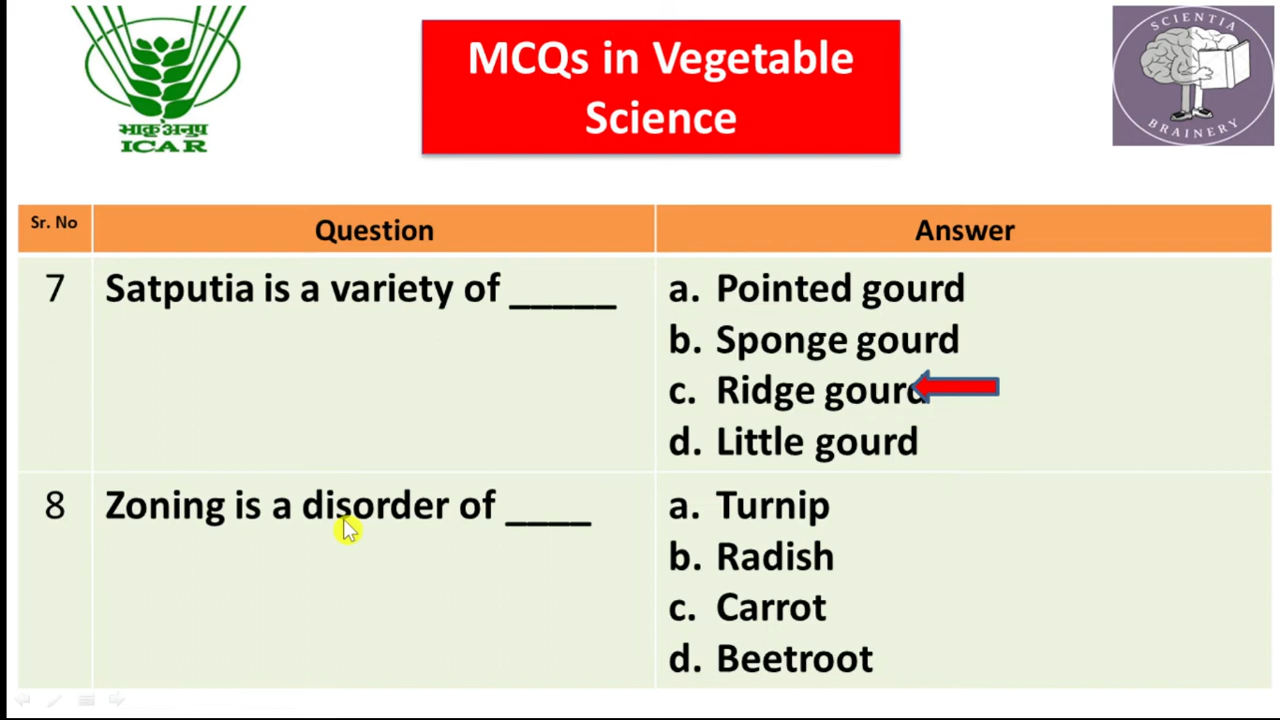 भाकृअनुप
ICAR
MCQs in Vegetable
Science
SCIENTIA
BRAINERY
Sr. No
Question
Answer
7
Satputia is a variety of _____
a. Pointed gourd
b. Sponge gourd
c. Ridge gourd
d. Little gourd
8
Zoning is a disorder of ____
a. Turnip
b. Radish
c. Carrot
d. Beetroot